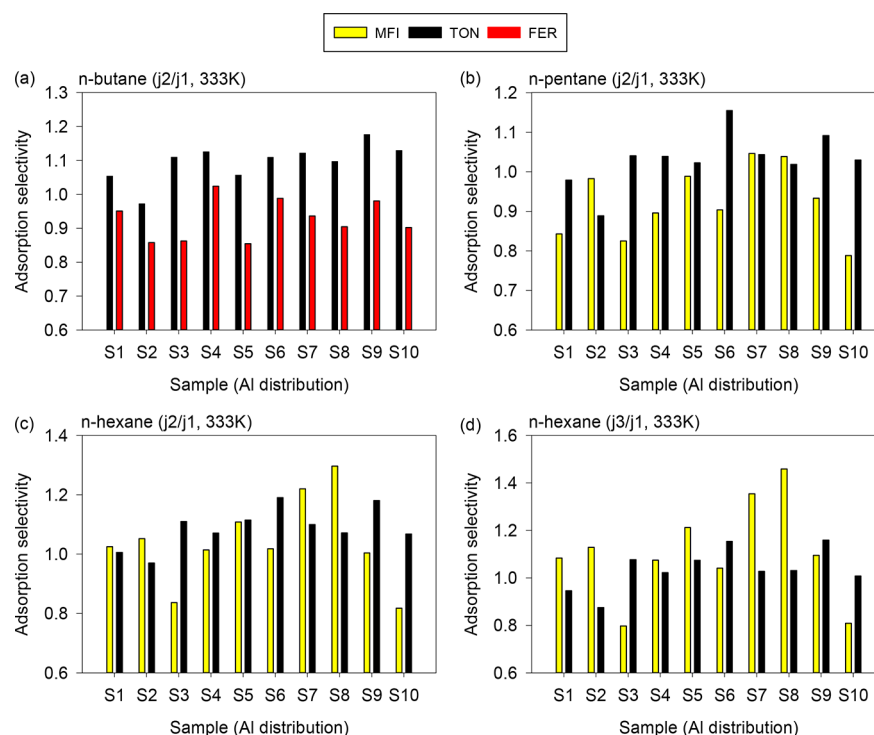 MFI TON FER
(a) n-butane (j2/j1, 333K)
Adsorption selectivity
1.3
1.2
1.1
1.0
0.9
0.8
0.7
0.6
S1 S2 S3 S4 S5 S6 S7 S8 S9 S10
Sample (Al distribution)
(b) n-pentane (j2/j1, 333K)
Adsorption selectivity
1.2
1.1
1.0
0.9
0.8
0.7
0.6
S1 S2 S3 S4 S5 S6 S7 S8 S9 S10
Sample (Al distribution)
(c) n-hexane (j2/j1, 333K)
Adsorption selectivity
1.4
1.2
1.0
0.8
0.6
S1 S2 S3 S4 S5 S6 S7 S8 S9 S10
Sample (Al distribution)
(d) n-hexane (j3/j1, 333K)
Adsorption selectivity
1.6
1.4
1.2
1.0
0.8
0.6
S1 S2 S3 S4 S5 S6 S7 S8 S9 S10
Sample (Al distribution)